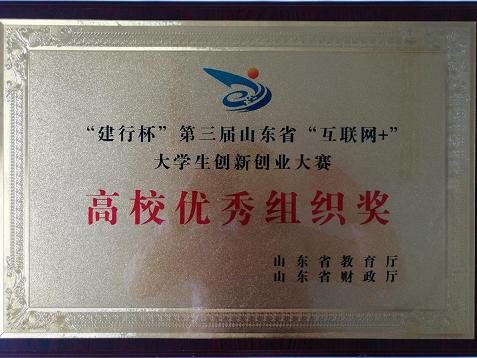 “建行杯”第三届山东省“互联网+”
大学生创新创业大赛
高校优秀组织奖
山东省教育厅
山东省财政厅